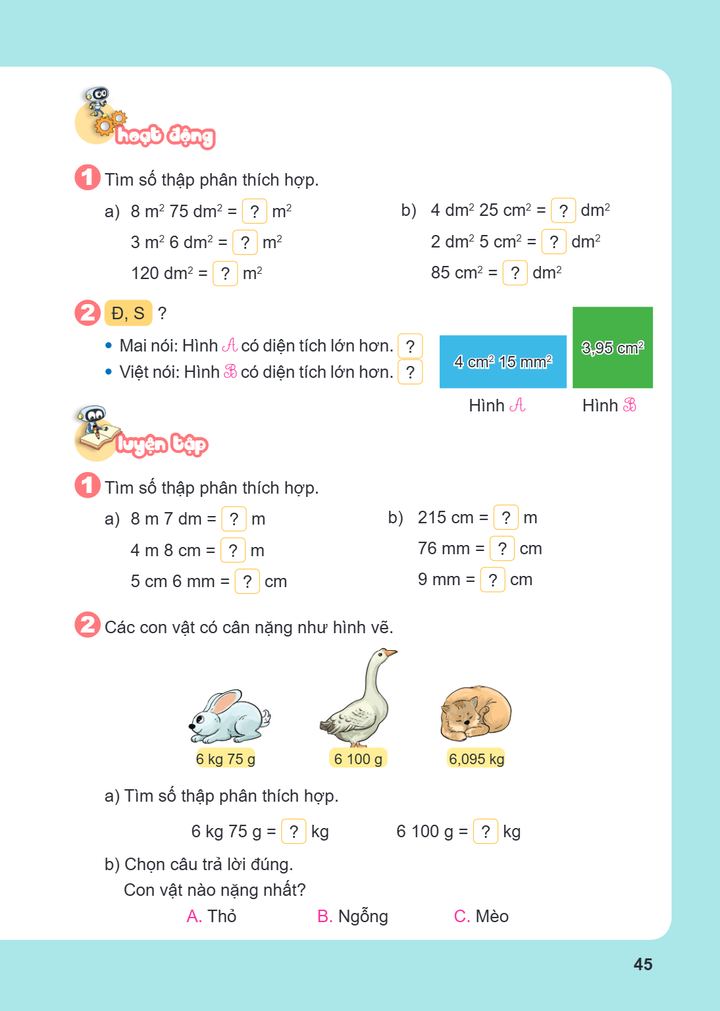 hoạt động
1 Tìm số thập phân thích hợp.
a) 8 m² 75 dm² = ? m²
3 m² 6 dm² = ? m²
120 dm² = ? m²
b) 4 dm² 25 cm² = ? dm²
2 dm² 5 cm² = ? dm²
85 cm² = ? dm²
2 Đ, S ?
• Mai nói: Hình A có diện tích lớn hơn. ?
• Việt nói: Hình B có diện tích lớn hơn. ?
4 cm² 15 mm²
Hình A
3,95 cm²
Hình B
luyện tập
1 Tìm số thập phân thích hợp.
a) 8 m 7 dm = ? m
4 m 8 cm = ? m
5 cm 6 mm = ? cm
b) 215 cm = ? m
76 mm = ? cm
9 mm = ? cm
2 Các con vật có cân nặng như hình vẽ.
6 kg 75 g
6 100 g
6,095 kg
a) Tìm số thập phân thích hợp.
6 kg 75 g = ? kg
6 100 g = ? kg
b) Chọn câu trả lời đúng.
Con vật nào nặng nhất?
A. Thỏ
B. Ngỗng
C. Mèo
45